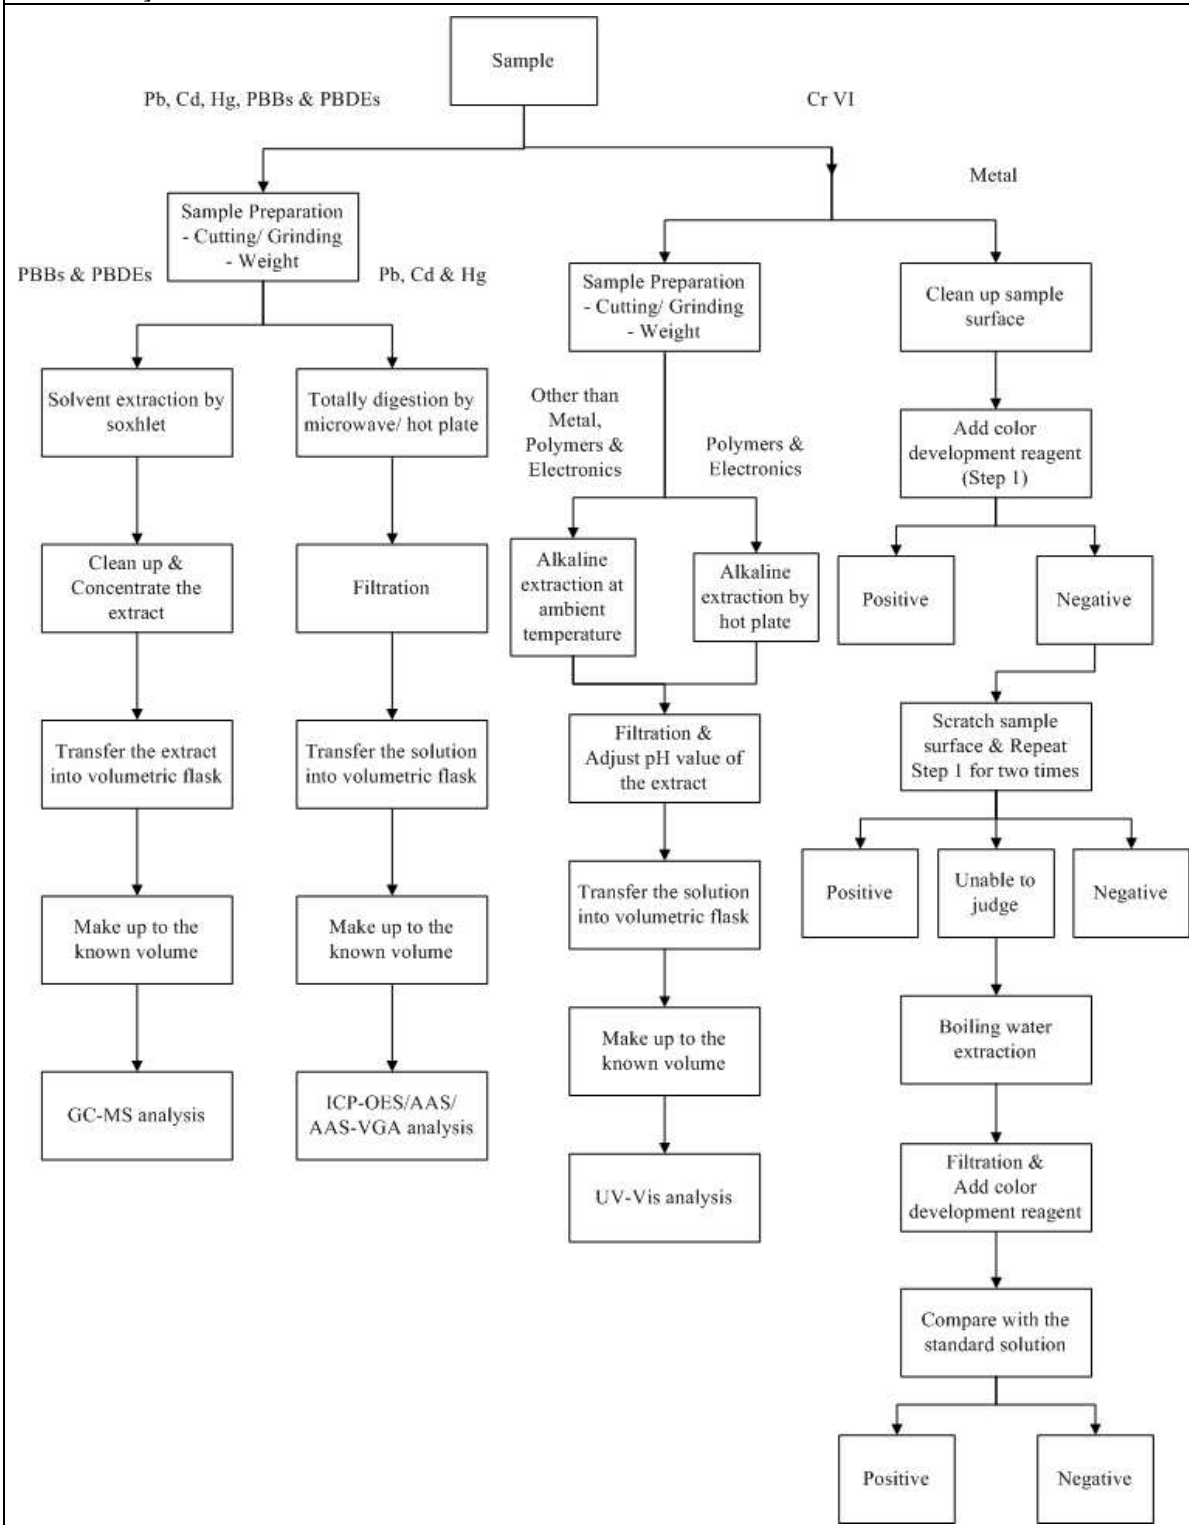 Sample
Pb, Cd, Hg, PBBs & PBDEs
Cr VI
Metal
Sample Preparation
- Cutting/ Grinding
- Weight
PBBs & PBDEs
Pb, Cd & Hg
Sample Preparation
- Cutting/ Grinding
- Weight
Clean up sample
surface
Solvent extraction by
soxhlet
Totally digestion by
microwave/ hot plate
Other than
Metal,
Polymers &
Electronics
Polymers &
Electronics
Add color
development reagent
(Step 1)
Clean up &
Concentrate the
extract
Filtration
Alkaline
extraction at
ambient
temperature
Alkaline
extraction by
hot plate
Positive
Negative
Transfer the extract
into volumetric flask
Transfer the solution
into volumetric flask
Filtration &
Adjust pH value of
the extract
Scratch sample
surface & Repeat
Step 1 for two times
Positive
Unable to
judge
Negative
Make up to the
known volume
Make up to the
known volume
Transfer the solution
into volumetric flask
Boiling water
extraction
Make up to the
known volume
GC-MS analysis
ICP-OES/AAS/
AAS-VGA analysis
UV-Vis analysis
Filtration &
Add color
development reagent
Compare with the
standard solution
Positive
Negative